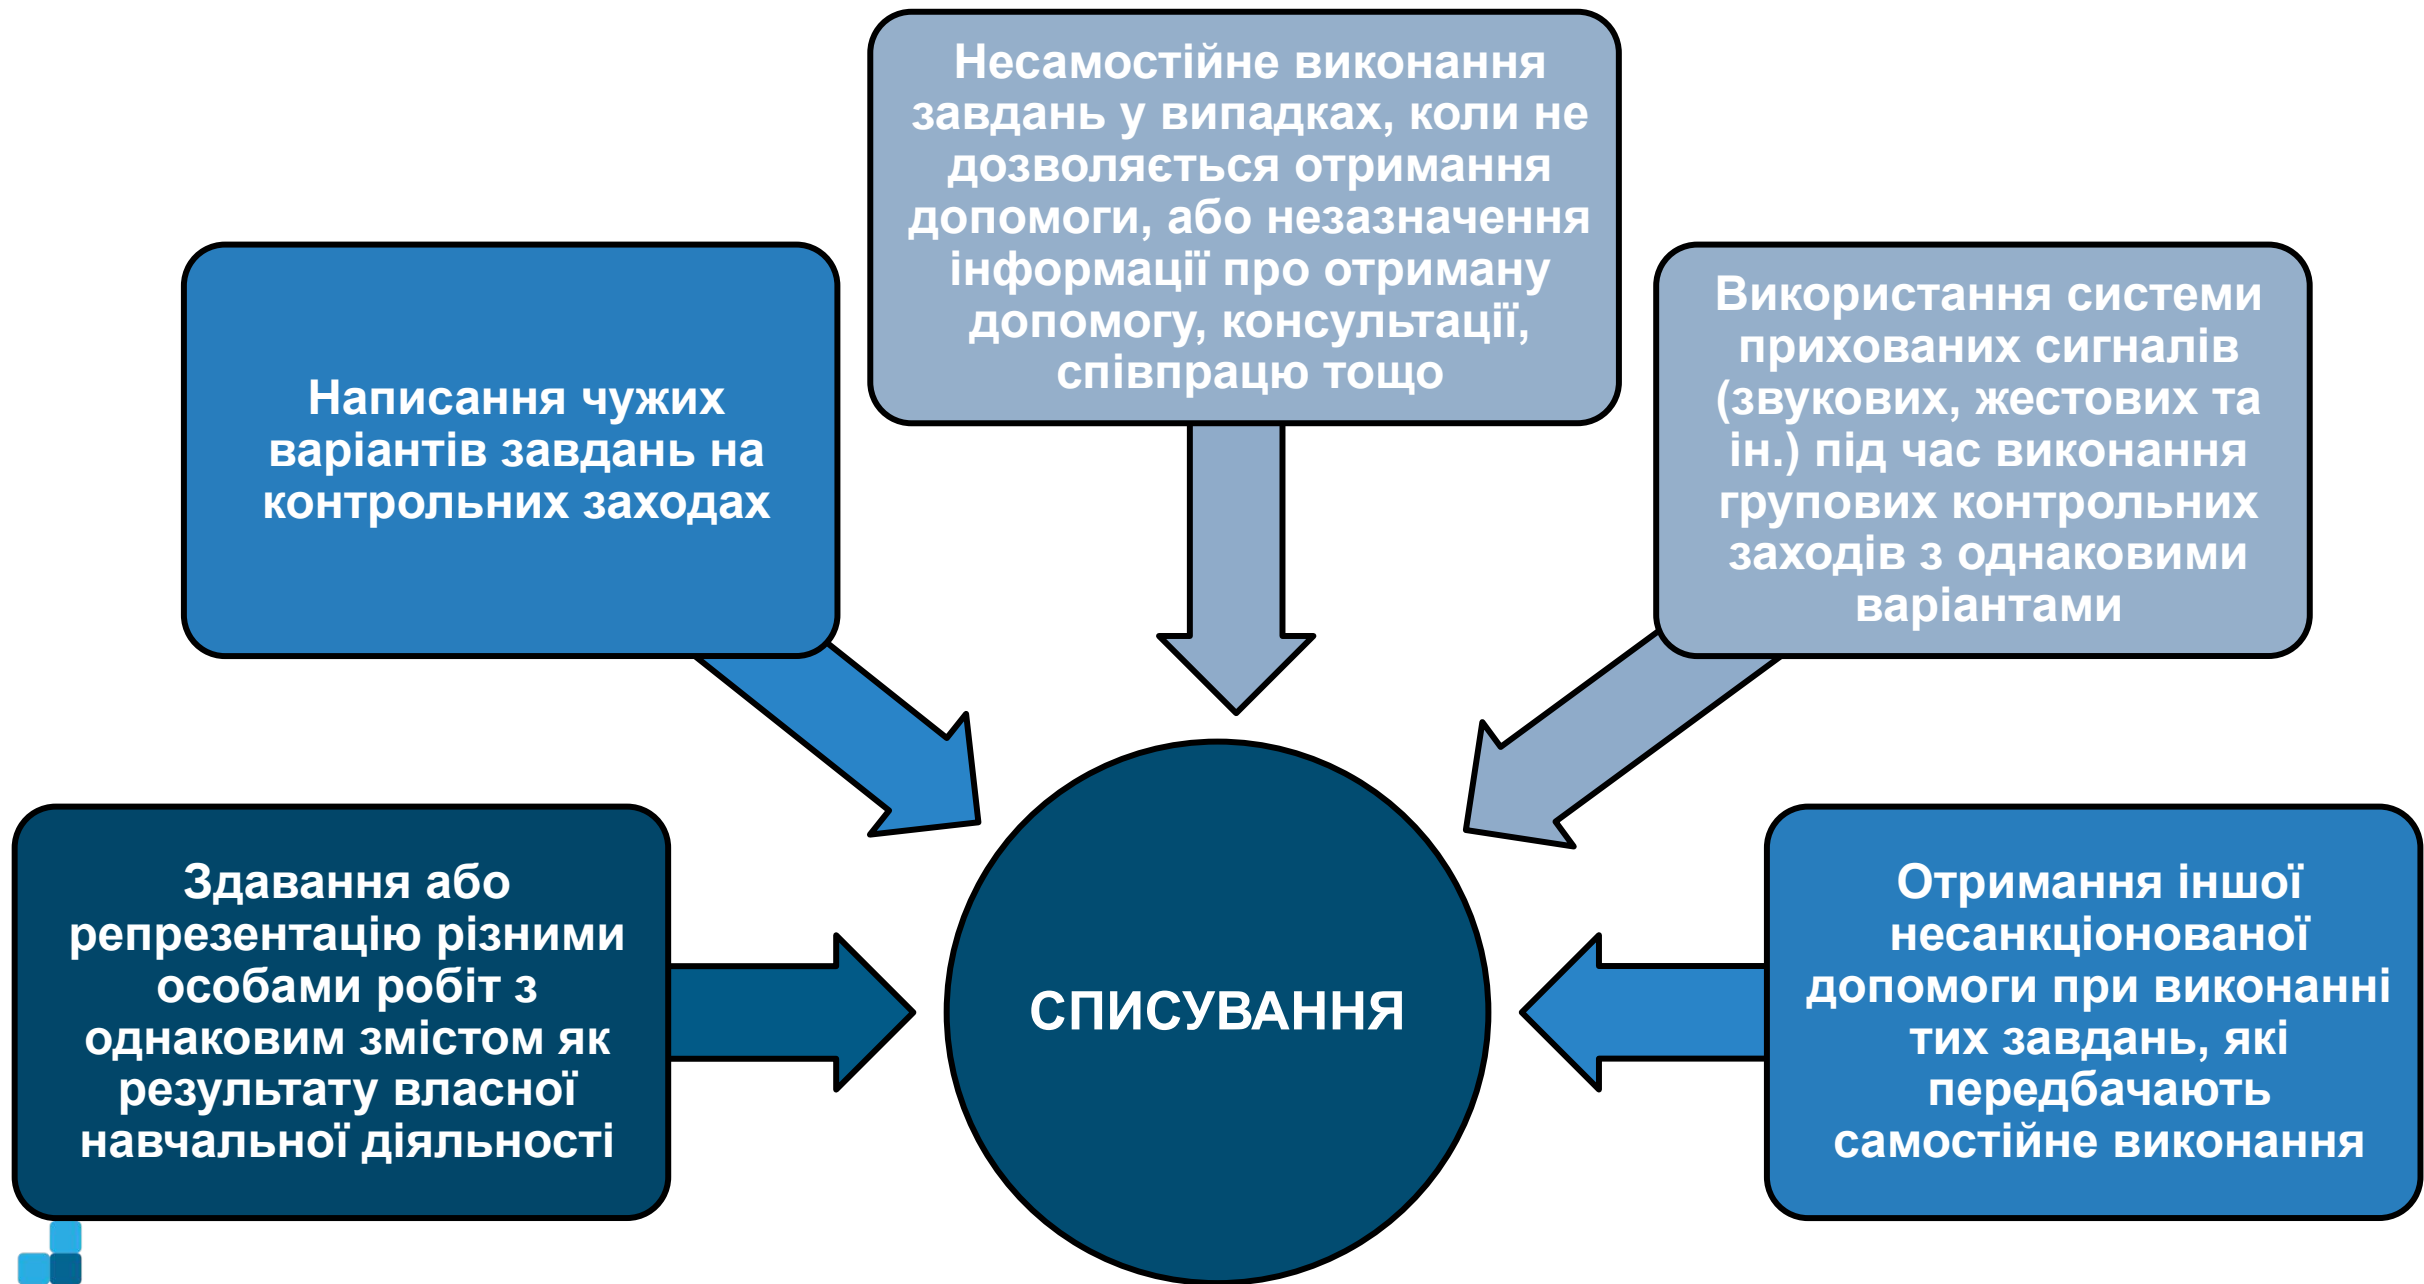 Несамостійне виконання
завдань у випадках, коли не
дозволяється отримання
допомоги, або незазначення
інформації про отриману
допомогу, консультації,
співпрацю тощо
Написання чужих
варіантів завдань на
контрольних заходах
Використання системи
прихованих сигналів
(звукових, жестових та
ін.) під час виконання
групових контрольних
заходів з однаковими
варіантами
Здавання або
репрезентацію різними
особами робіт з
однаковим змістом як
результату власної
навчальної діяльності
СПИСУВАННЯ
Отримання іншої
несанкціонованої
допомоги при виконанні
тих завдань, які
передбачають
самостійне виконання